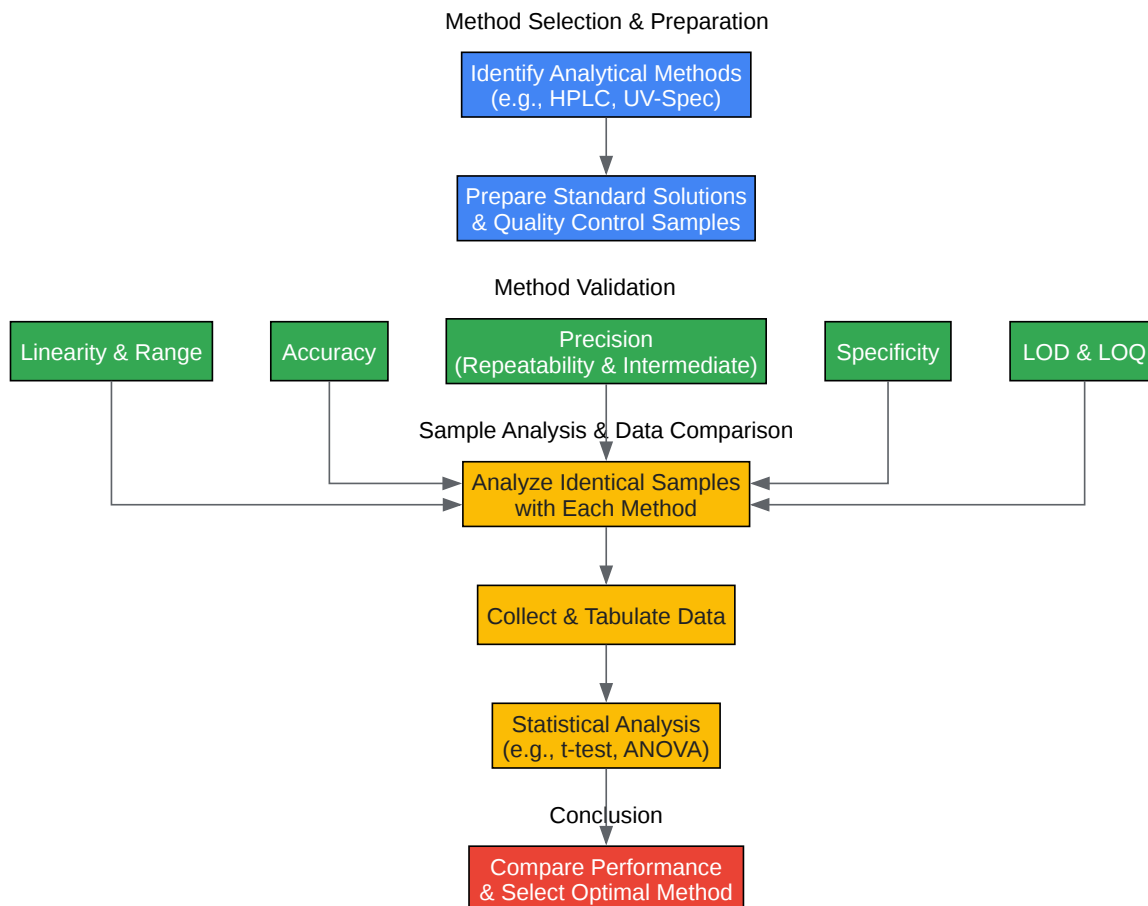 Method Selection & Preparation
Identify Analytical Methods
(e.g., HPLC, UV-Spec)
Prepare Standard Solutions
& Quality Control Samples
Method Validation
Linearity & Range
Accuracy
Precision
(Repeatability & Intermediate)
Specificity
LOD & LOQ
Sample Analysis & Data Comparison
Analyze Identical Samples
with Each Method
Collect & Tabulate Data
Statistical Analysis
(e.g., t-test, ANOVA)
Conclusion
Compare Performance
& Select Optimal Method